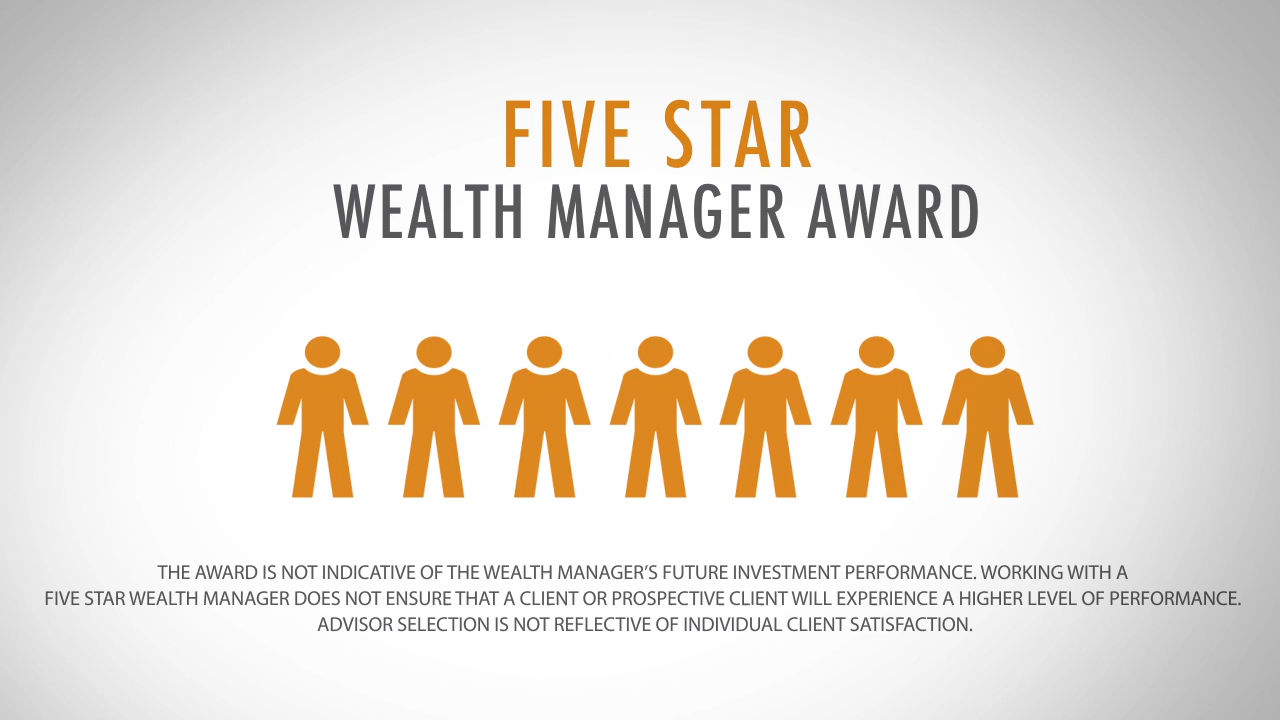 FIVE STAR
WEALTH MANAGER AWARD
THE AWARD IS NOT INDICATIVE OF THE WEALTH MANAGER’S FUTURE INVESTMENT PERFORMANCE. WORKING WITH A
FIVE STAR WEALTH MANAGER DOES NOT ENSURE THAT A CLIENT OR PROSPECTIVE CLIENT WILL EXPERIENCE A HIGHER LEVEL OF PERFORMANCE.
ADVISOR SELECTION IS NOT REFLECTIVE OF INDIVIDUAL CLIENT SATISFACTION.